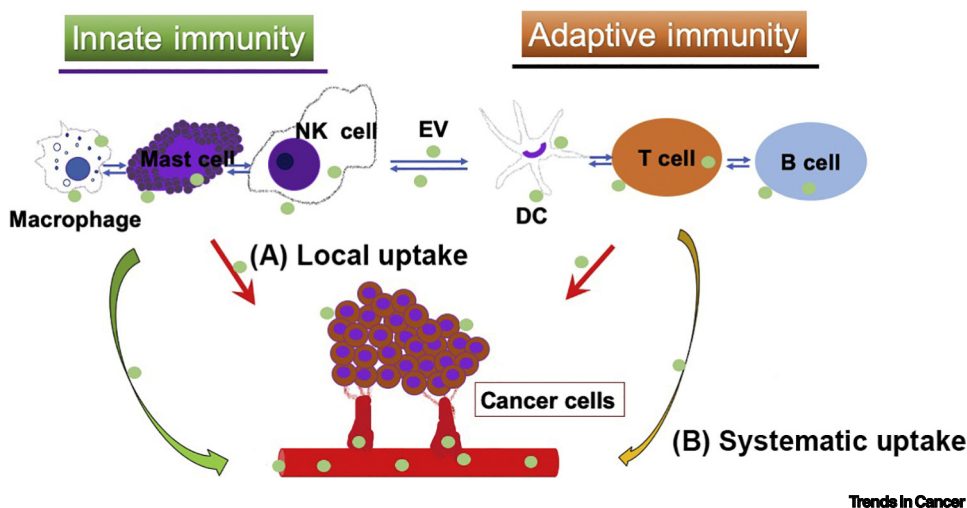 Innate immunity
Adaptive immunity
NK cell
EV
Mast cell
T cell
B cell
Macrophage
DC
(A) Local uptake
Cancer cells
(B) Systematic uptake
Trends in Cancer